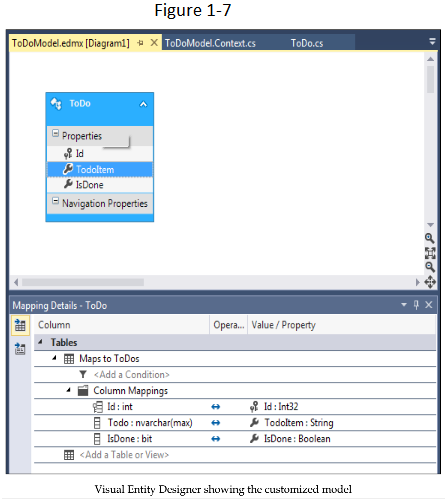 Figure 1-7
ToDoModel.edmx [Diagram1] ToDoModel.Context.cs ToDo.cs
ToDo
Properties
Id
TodoItem
IsDone
Navigation Properties
Mapping Details - ToDo
Column Opera... Value / Property
Tables
Maps to ToDos
<Add a Condition>
Column Mappings
Id : int Id : Int32
Todo : nvarchar(max) TodoItem : String
IsDone : bit IsDone : Boolean
<Add a Table or View>
Visual Entity Designer showing the customized model